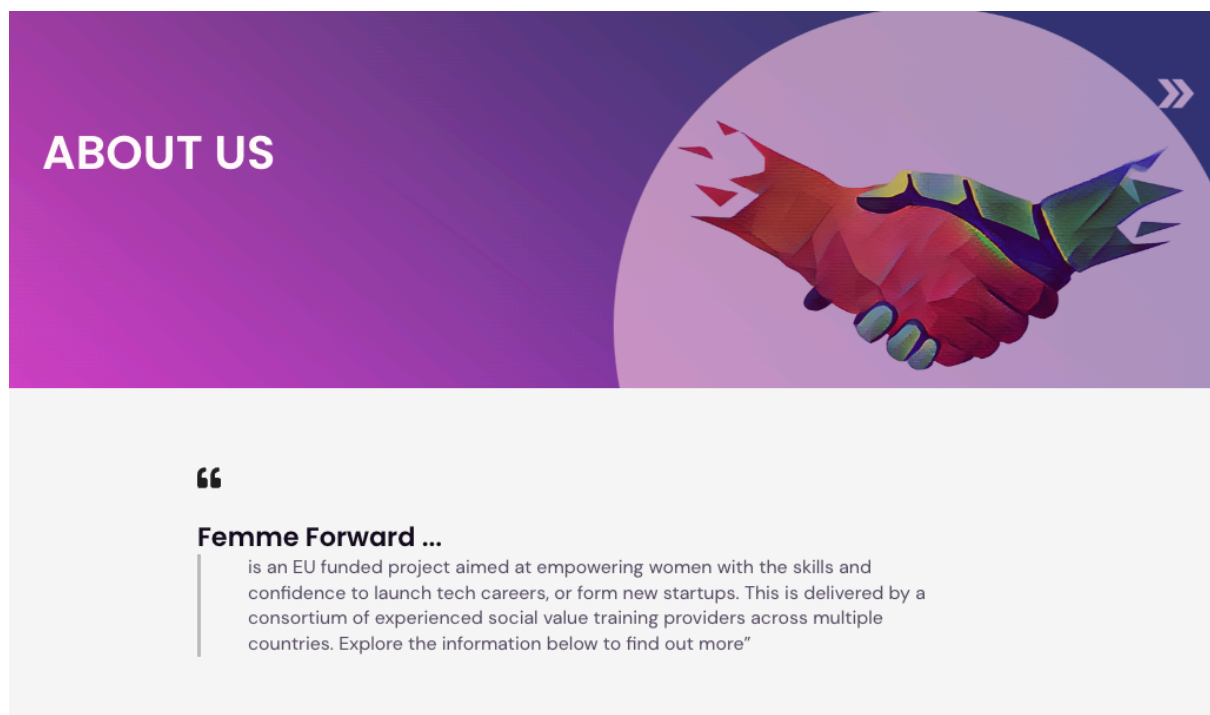 ABOUT US
“
Femme Forward ...
is an EU funded project aimed at empowering women with the skills and
confidence to launch tech careers, or form new startups. This is delivered by a
consortium of experienced social value training providers across multiple
countries. Explore the information below to find out more”